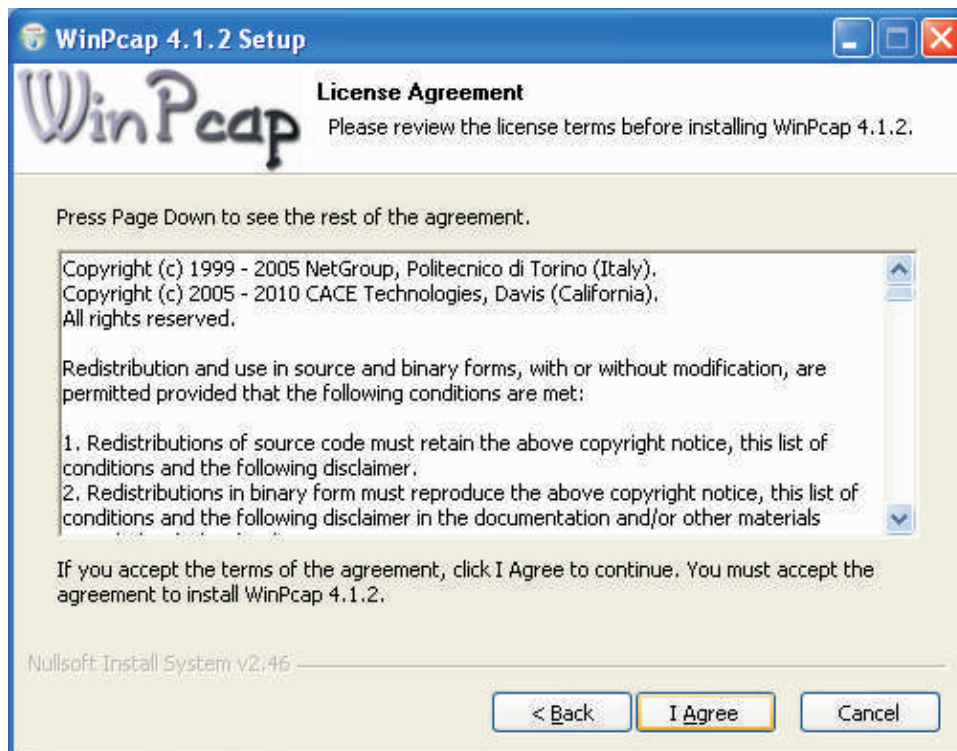 WinPcap 4.1.2 Setup
WinPcap
License Agreement
Please review the license terms before installing WinPcap 4.1.2.
Press Page Down to see the rest of the agreement.
Copyright (c) 1999 - 2005 NetGroup, Politecnico di Torino (Italy).
Copyright (c) 2005 - 2010 CACE Technologies, Davis (California).
All rights reserved.
Redistribution and use in source and binary forms, with or without modification, are
permitted provided that the following conditions are met:
1. Redistributions of source code must retain the above copyright notice, this list of
conditions and the following disclaimer.
2. Redistributions in binary form must reproduce the above copyright notice, this list of
conditions and the following disclaimer in the documentation and/or other materials
If you accept the terms of the agreement, click I Agree to continue. You must accept the
agreement to install WinPcap 4.1.2.
Nullsoft Install System v2.46
< Back
I Agree
Cancel